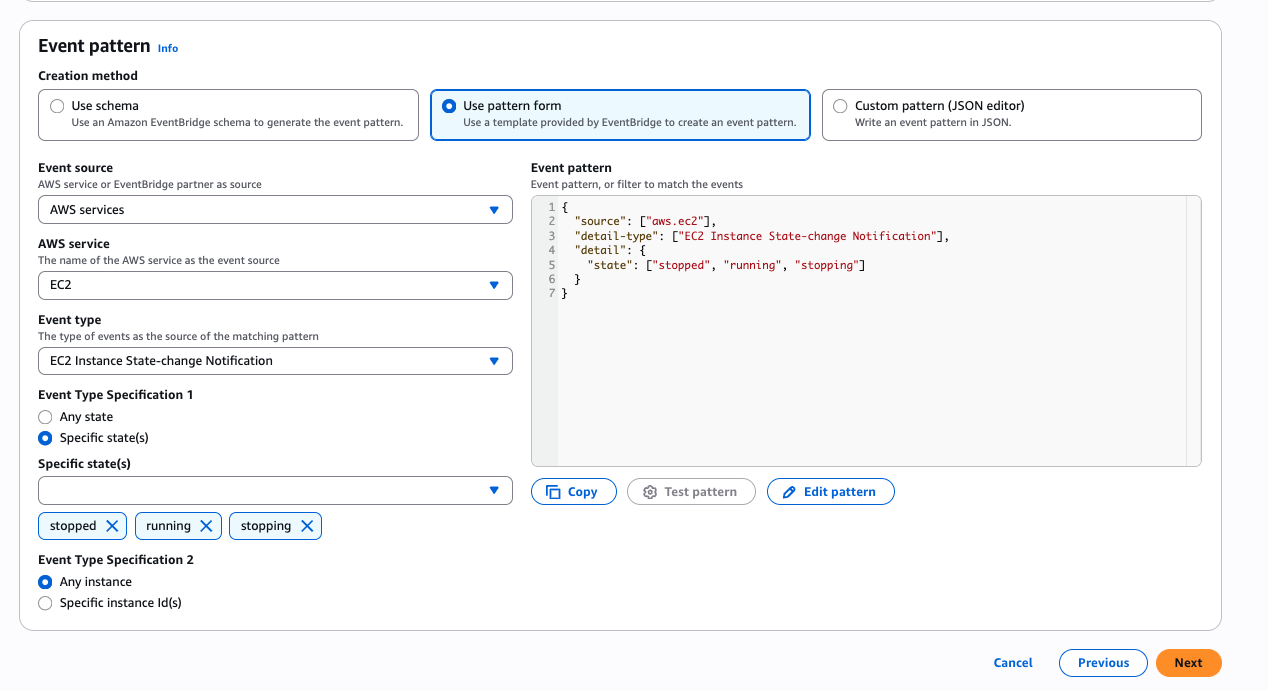 Event pattern Info
Creation method
Use schema
Use an Amazon EventBridge schema to generate the event pattern.
Use pattern form
Use a template provided by EventBridge to create an event pattern.
Custom pattern (JSON editor)
Write an event pattern in JSON.
Event source
AWS service or EventBridge partner as source
AWS services
AWS service
The name of the AWS service as the event source
EC2
Event type
The type of events as the source of the matching pattern
EC2 Instance State-change Notification
Event Type Specification 1
Any state
Specific state(s)
Specific state(s)
stopped running stopping
Event Type Specification 2
Any instance
Specific instance Id(s)
Event pattern
Event pattern, or filter to match the events
1 {
2 "source": ["aws.ec2"],
3 "detail-type": ["EC2 Instance State-change Notification"],
4 "detail": {
5 "state": ["stopped", "running", "stopping"]
6 }
7 }
Copy Test pattern Edit pattern
Cancel Previous Next